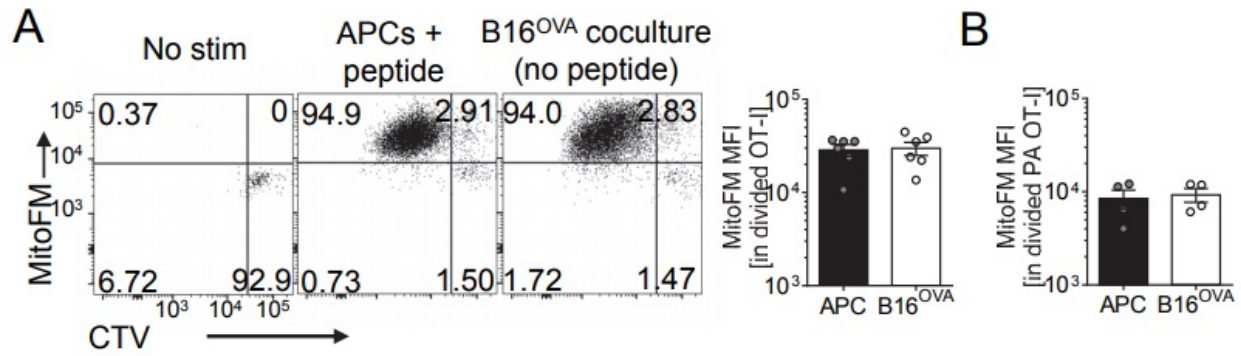 A
No stim
APCs +
peptide
B16OVA coculture
(no peptide)
B
0.37
0
94.9
2.91
94.0
2.83
6.72
92.9
0.73
1.50
1.72
1.47
10⁵
10⁴
10³
MitoFM
10³ 10⁴ 10⁵
CTV
MitoFM MFI
[in divided OT-I]
10⁵
10⁴
10³
APC B16OVA
MitoFM MFI
[in divided PA OT-I]
10⁵
10⁴
10³
APC B16OVA